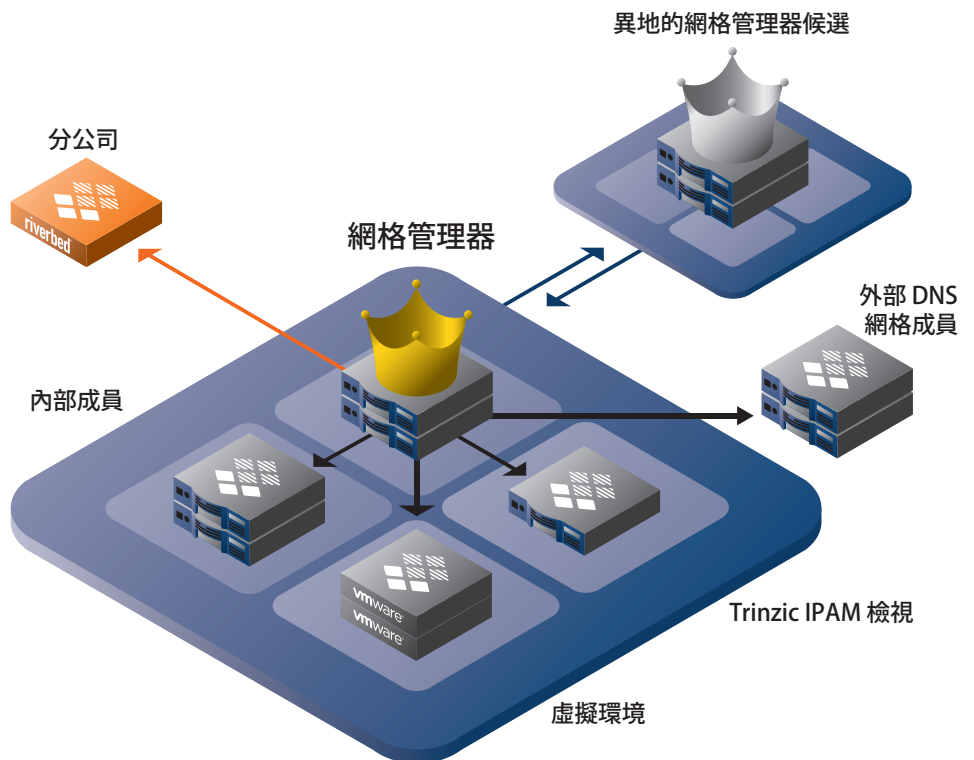 異地的網格管理器候選
分公司
riverbed
網格管理器
外部 DNS
網格成員
內部成員
vmware
vmware
Trinzic IPAM 檢視
虛擬環境